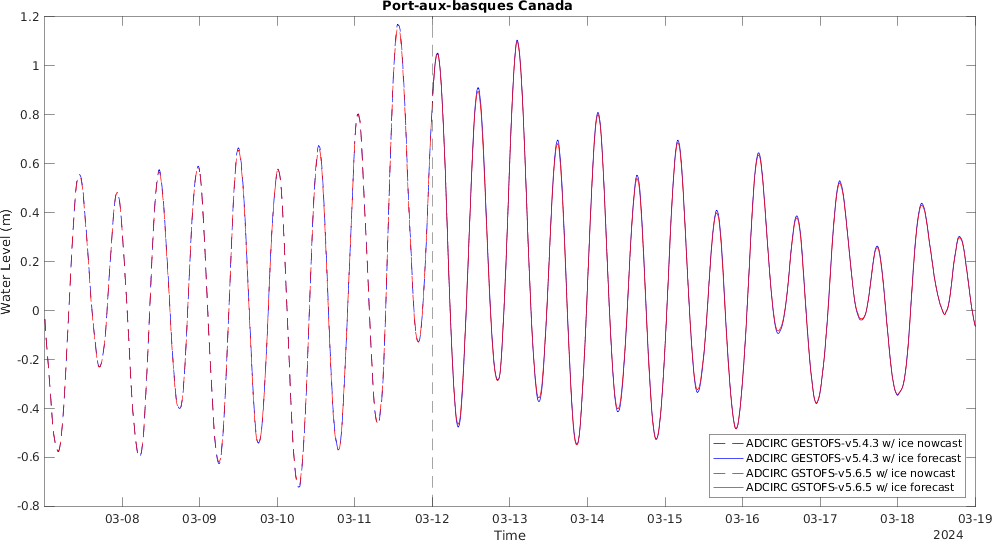 Port-aux-basques Canada
1.2
1
0.8
0.6
0.4
0.2
0
-0.2
-0.4
-0.6
-0.8
Water Level (m)
ADCIRC GESTOFS-v5.4.3 w/ ice nowcast
ADCIRC GESTOFS-v5.4.3 w/ ice forecast
ADCIRC GSTOFS-v5.6.5 w/ ice nowcast
ADCIRC GSTOFS-v5.6.5 w/ ice forecast
03-08 03-09 03-10 03-11 03-12 03-13 03-14 03-15 03-16 03-17 03-18 03-19
Time
2024